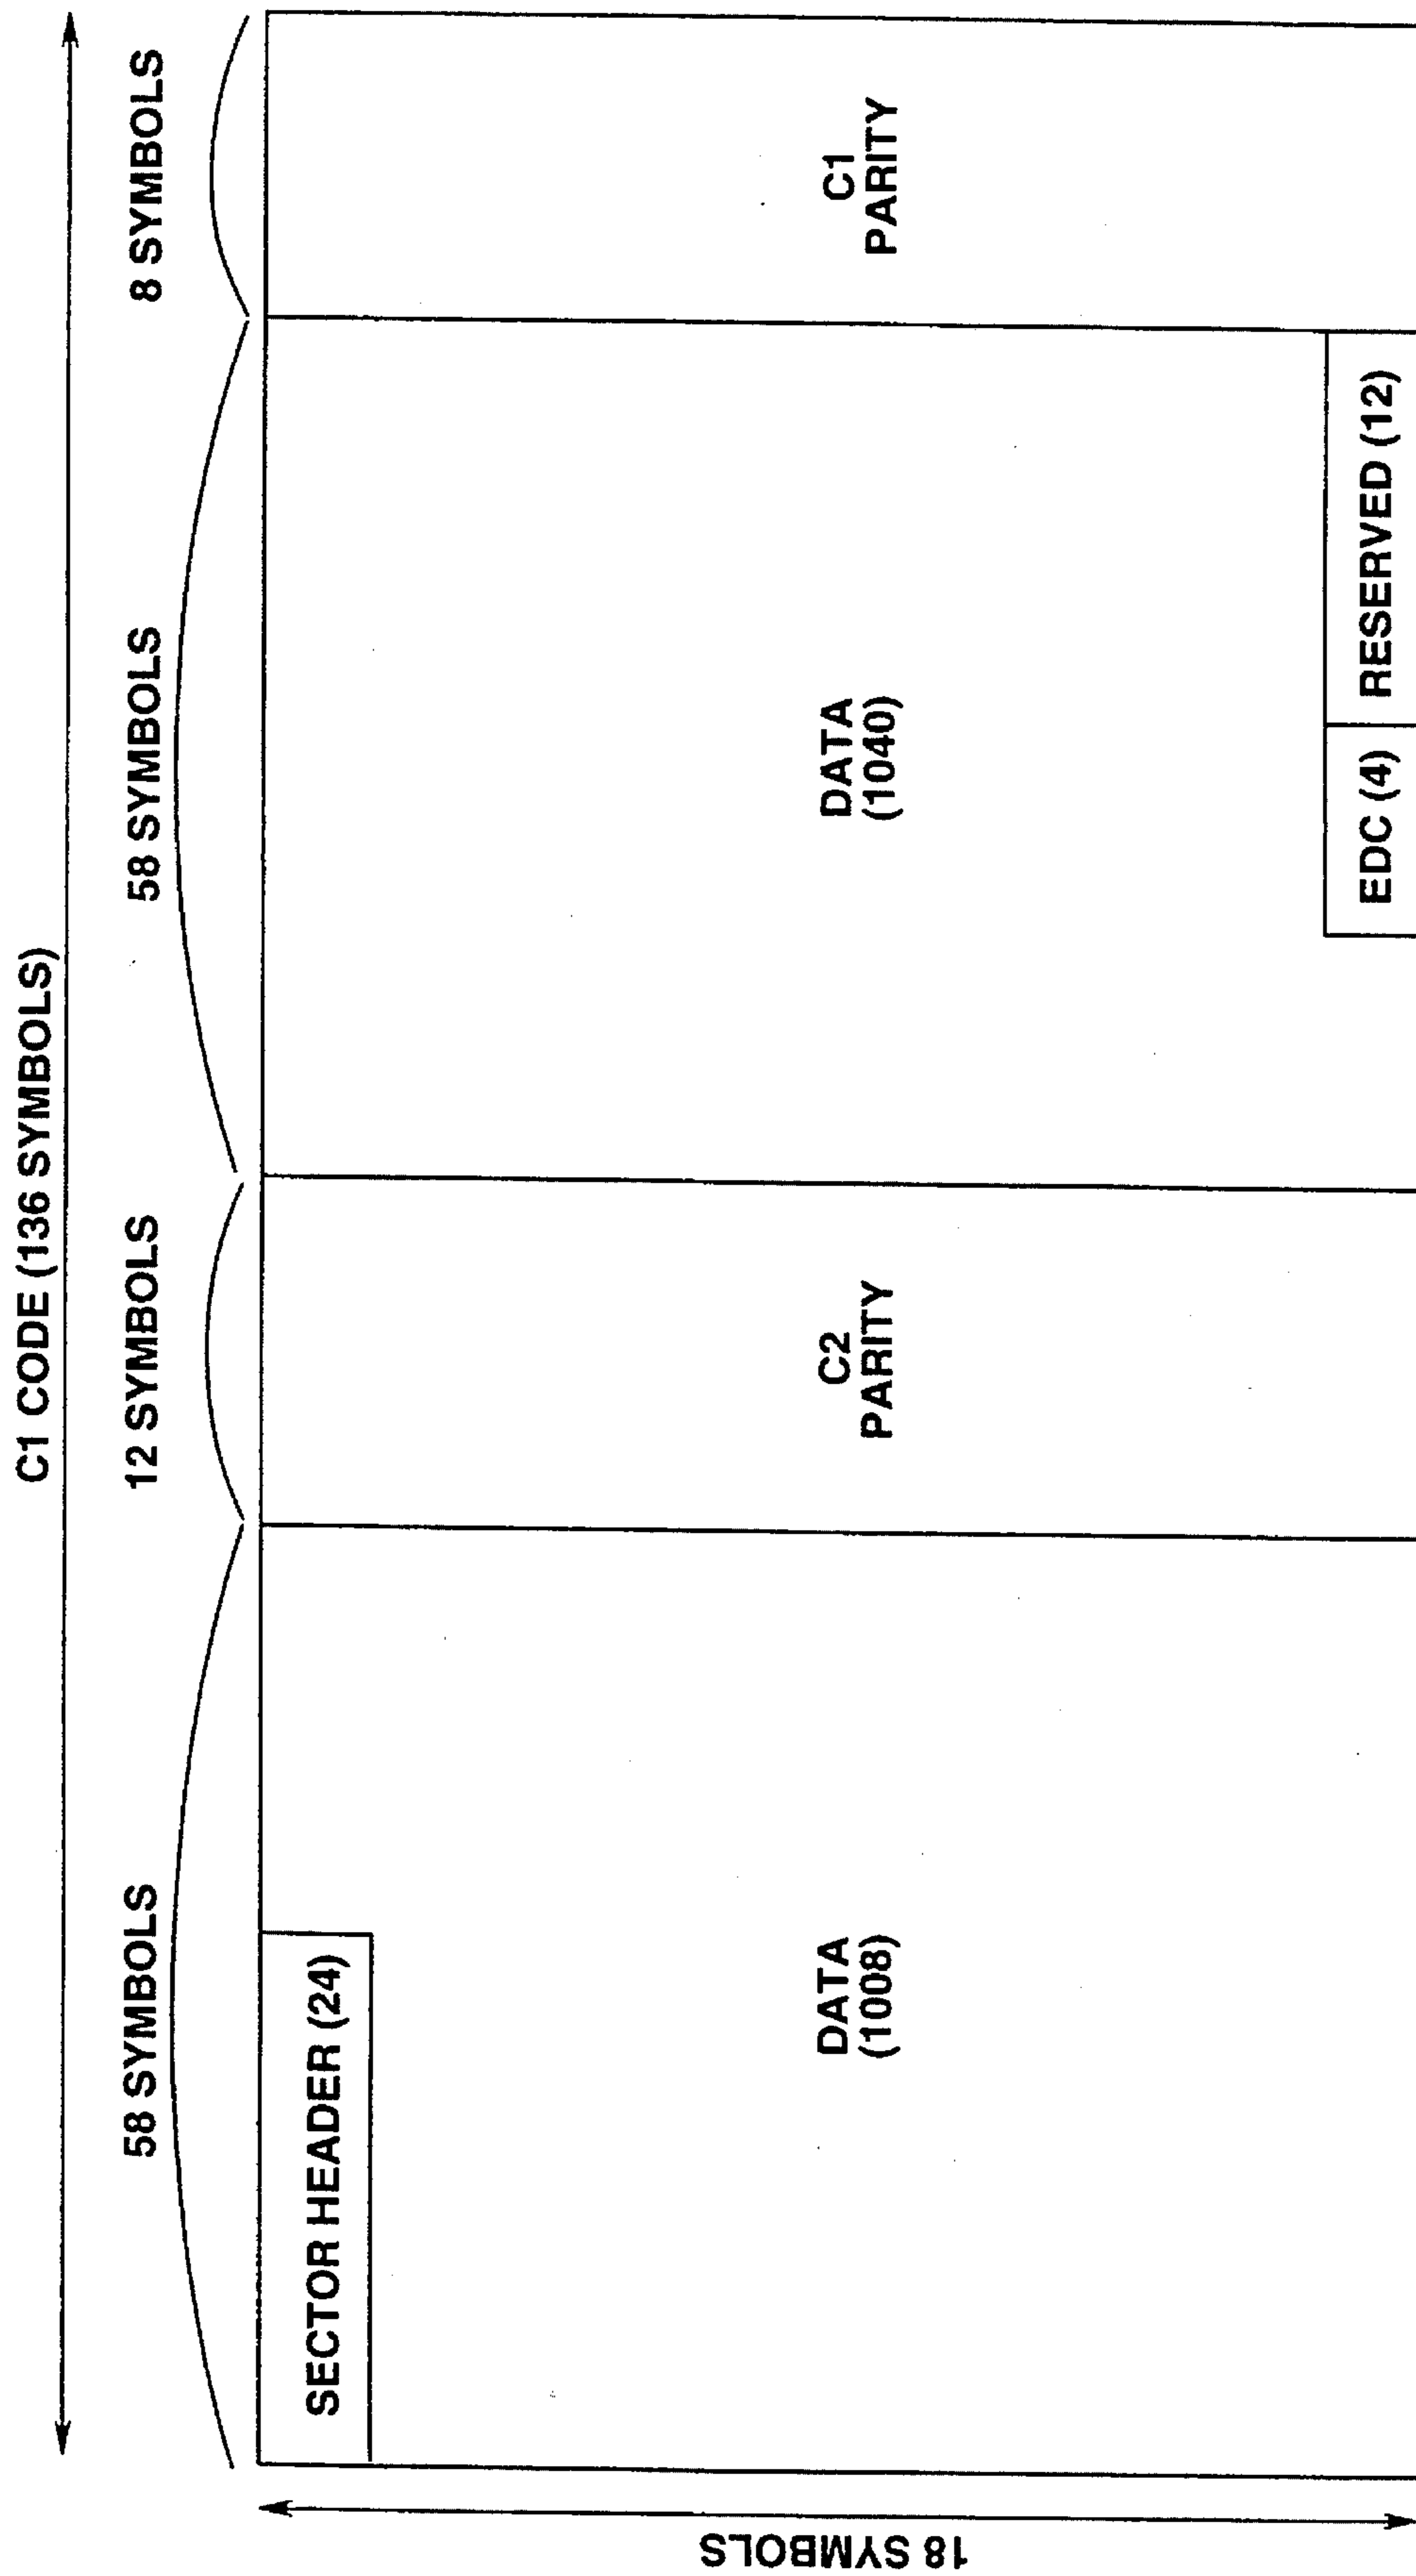 C1 CODE (136 SYMBOLS)
58 SYMBOLS
12 SYMBOLS
58 SYMBOLS
8 SYMBOLS
18 SYMBOLS
SECTOR HEADER (24)
DATA
(1008)
C2
PARITY
DATA
(1040)
C1
PARITY
EDC (4)
RESERVED (12)